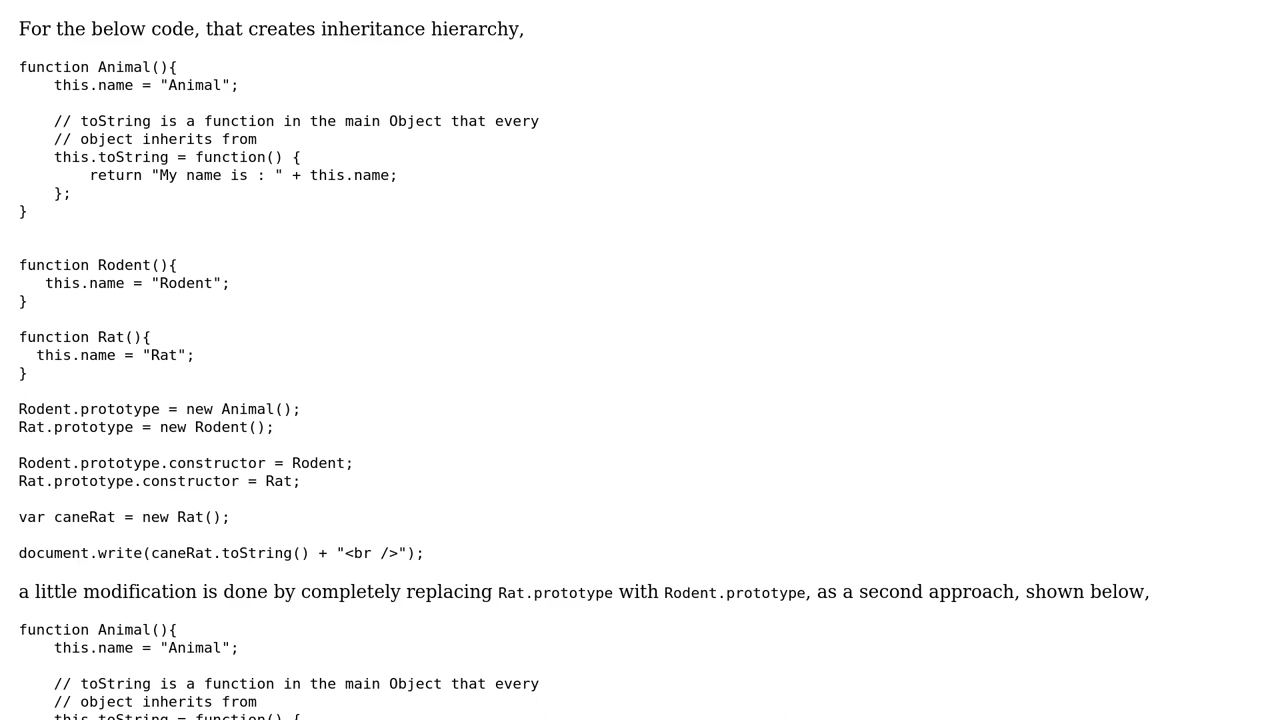 For the below code, that creates inheritance hierarchy,
function Animal(){
    this.name = "Animal";
    // toString is a function in the main Object that every
    // object inherits from
    this.toString = function() {
        return "My name is : " + this.name;
    };
}
function Rodent(){
   this.name = "Rodent";
}
function Rat(){
  this.name = "Rat";
}
Rodent.prototype = new Animal();
Rat.prototype = new Rodent();
Rodent.prototype.constructor = Rodent;
Rat.prototype.constructor = Rat;
var caneRat = new Rat();
document.write(caneRat.toString() + "<br />");
a little modification is done by completely replacing Rat.prototype with Rodent.prototype, as a second approach, shown below,
function Animal(){
    this.name = "Animal";
    // toString is a function in the main Object that every
    // object inherits from
    this.toString = function() {